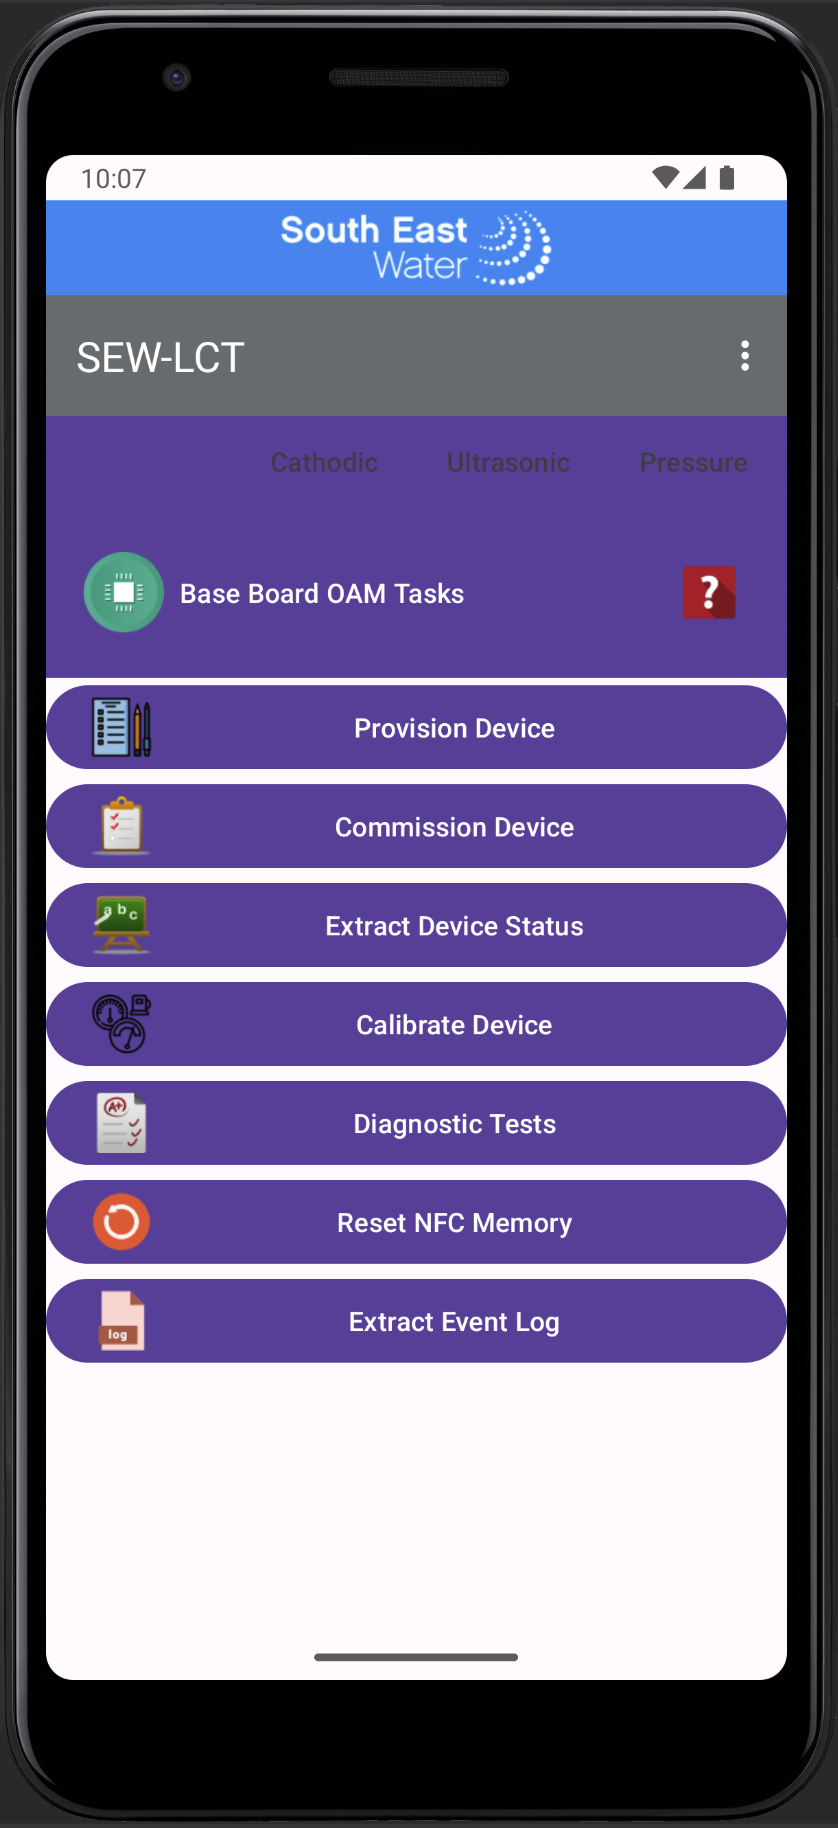 10:07
South East
Water
SEW-LCT
Cathodic Ultrasonic Pressure
Base Board OAM Tasks
?
Provision Device
Commission Device
a b c
Extract Device Status
Calibrate Device
A+
Diagnostic Tests
Reset NFC Memory
log
Extract Event Log